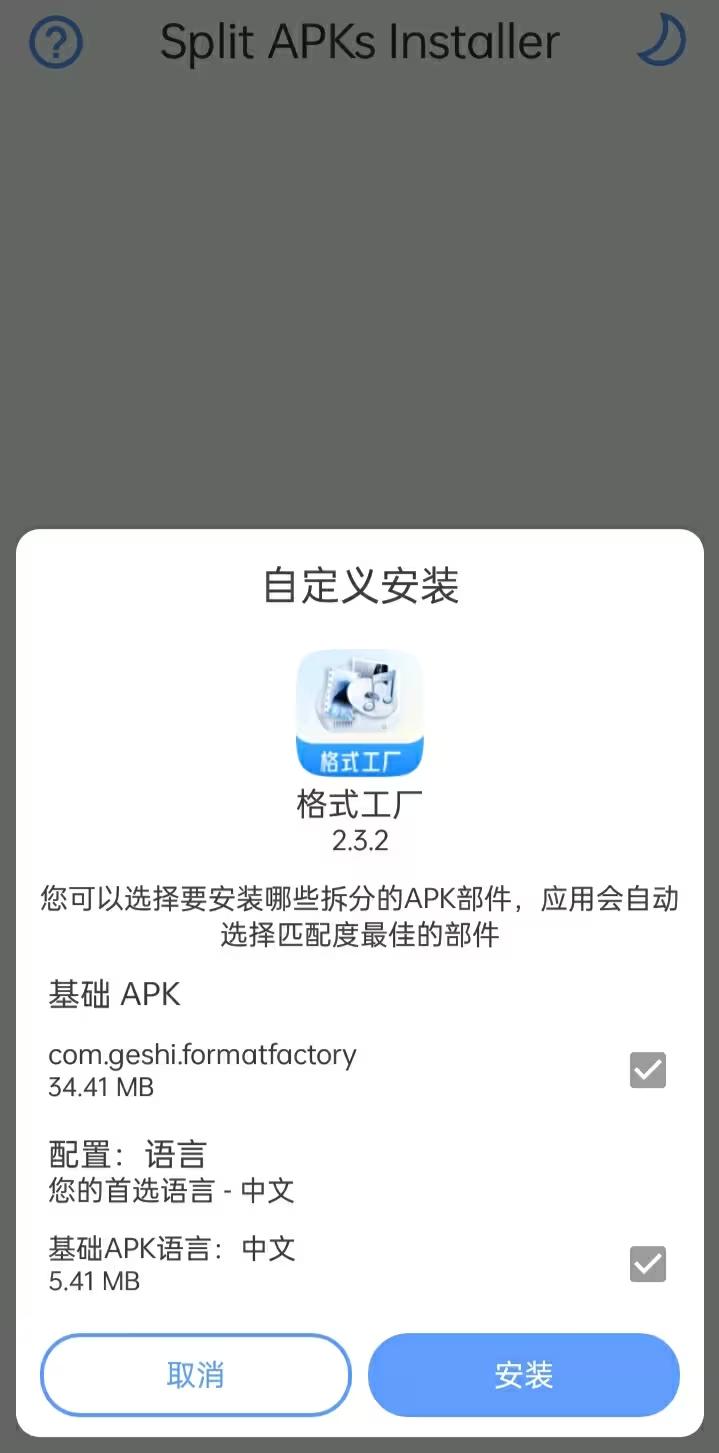 Split APKs Installer
自定义安装
格式工厂
格式工厂
2.3.2
您可以选择要安装哪些拆分的APK部件，应用会自动
选择匹配度最佳的部件
基础 APK
com.geshi.formatfactory
34.41 MB
配置：语言
您的首选语言 - 中文
基础APK语言：中文
5.41 MB
取消
安装